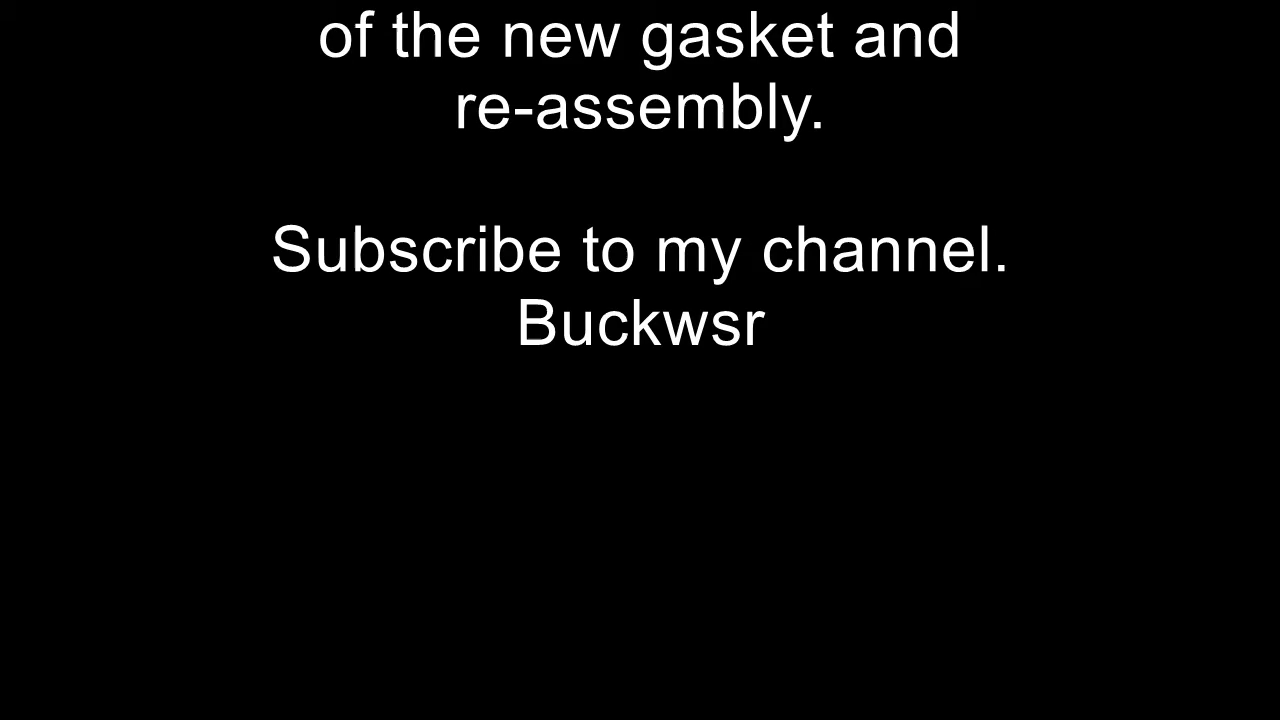 of the new gasket and
re-assembly.
Subscribe to my channel.
Buckwsr